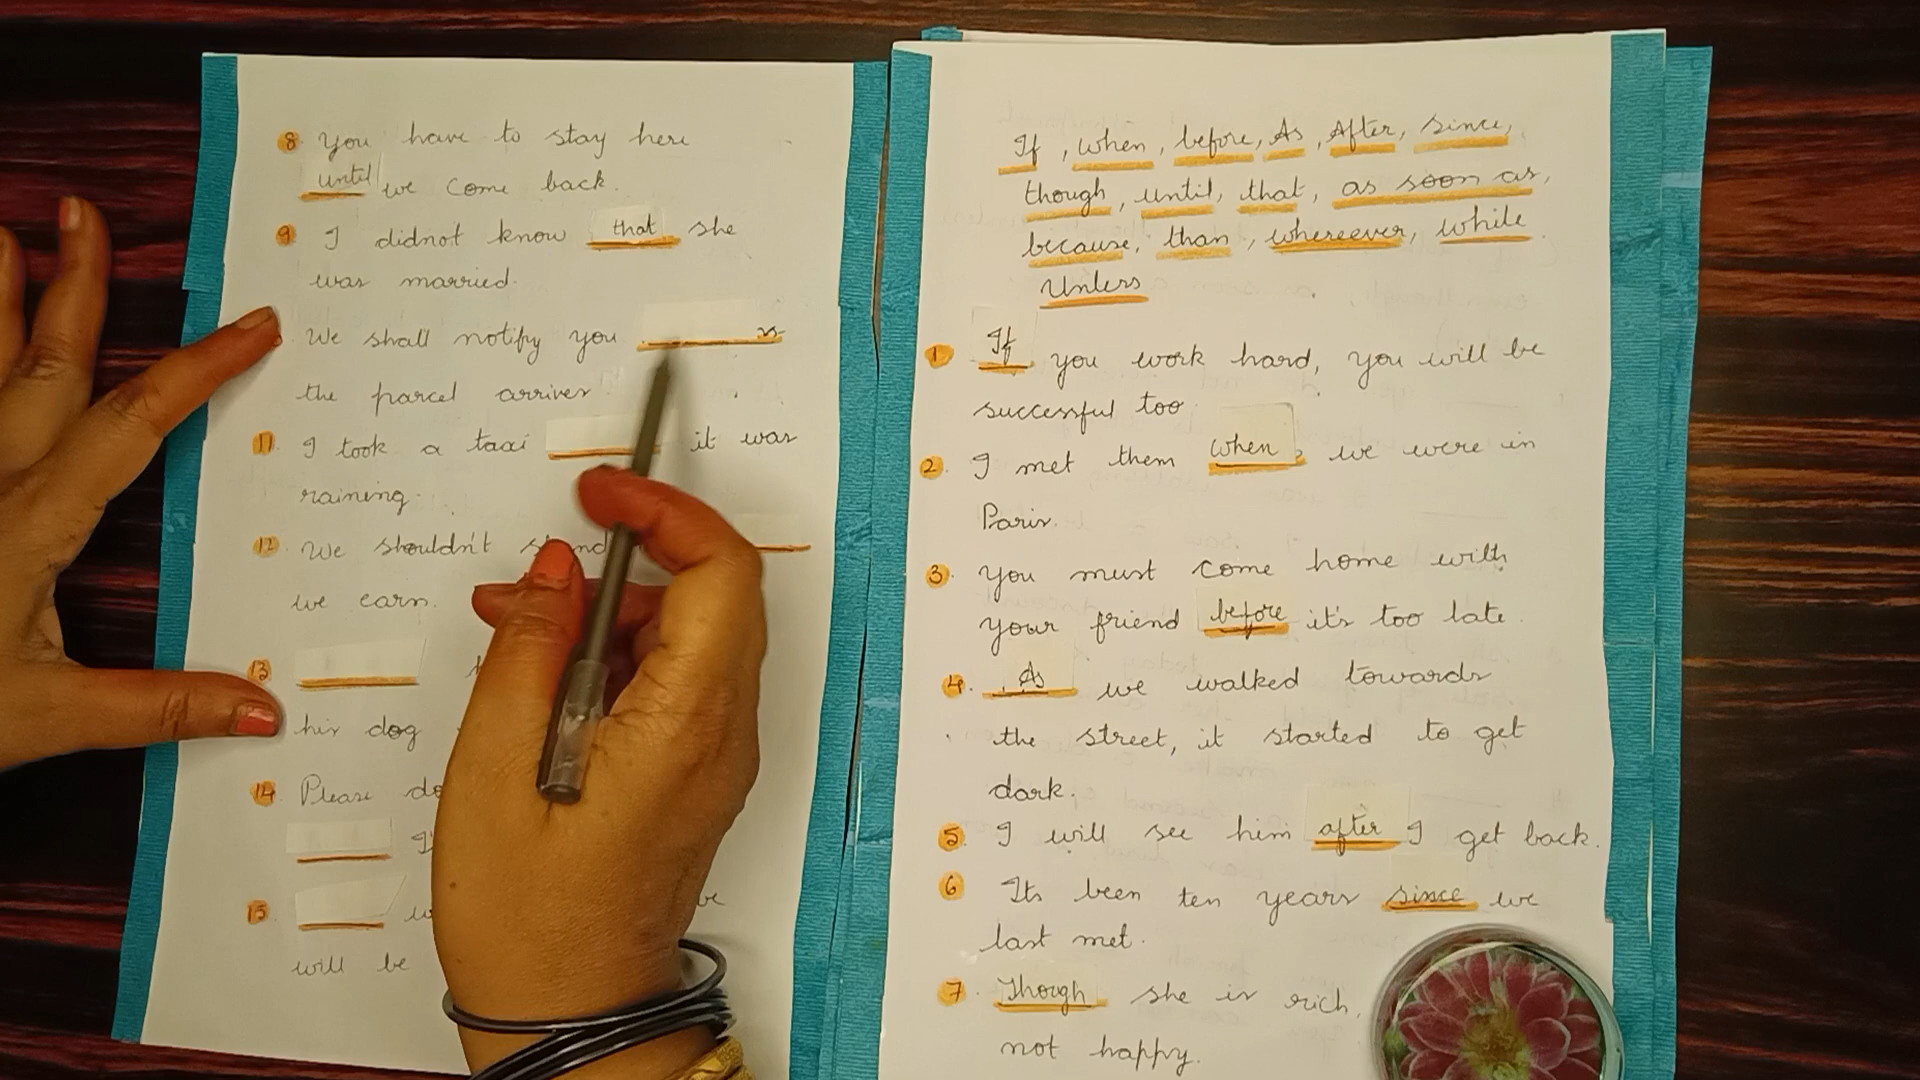 8 You have to stay here
until we come back.
9 I didnot know that she
was married.
We shall notify you
the parcel arrives
11. I took a taxi it was
raining.
12. We shouldn't spend
we earn.
13
his dog
14. Please
15
will be
be
If, when, before, As, After, since,
though, until, that, as soon as,
because, than, whereever, while
Unless
1 If you work hard, you will be
successful too
2. I met them when we were in
Paris.
3. You must come home with
your friend before it's too late.
4. As we walked towards
the street, it started to get
dark.
5. I will see him after I get back.
6 Its been ten years since we
last met.
7. Though she is rich,
not happy.